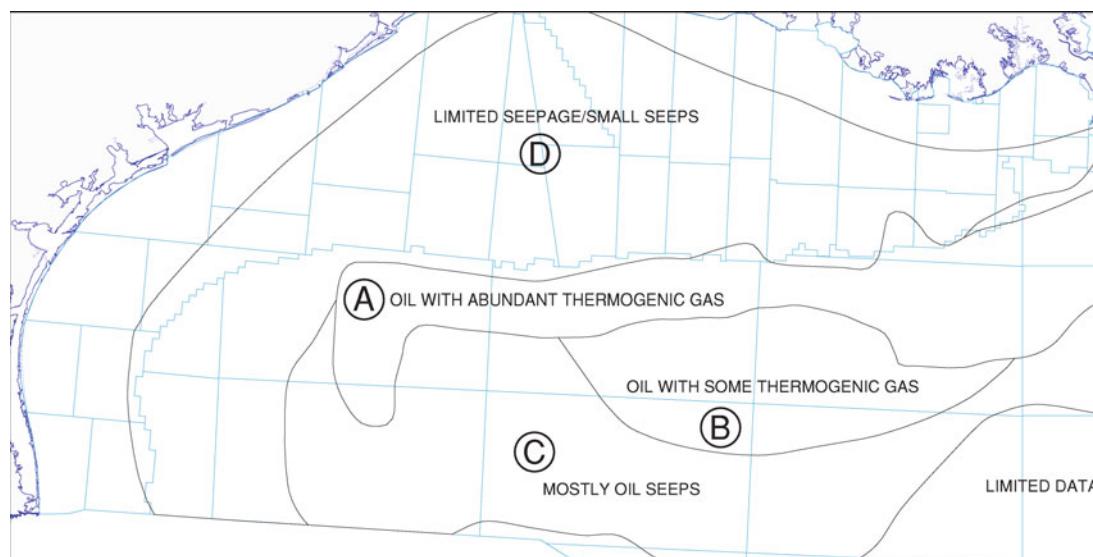 LIMITED SEEPAGE/SMALL SEEPS
D
A OIL WITH ABUNDANT THERMOGENIC GAS
OIL WITH SOME THERMOGENIC GAS
B
C
MOSTLY OIL SEEPS
LIMITED DATA